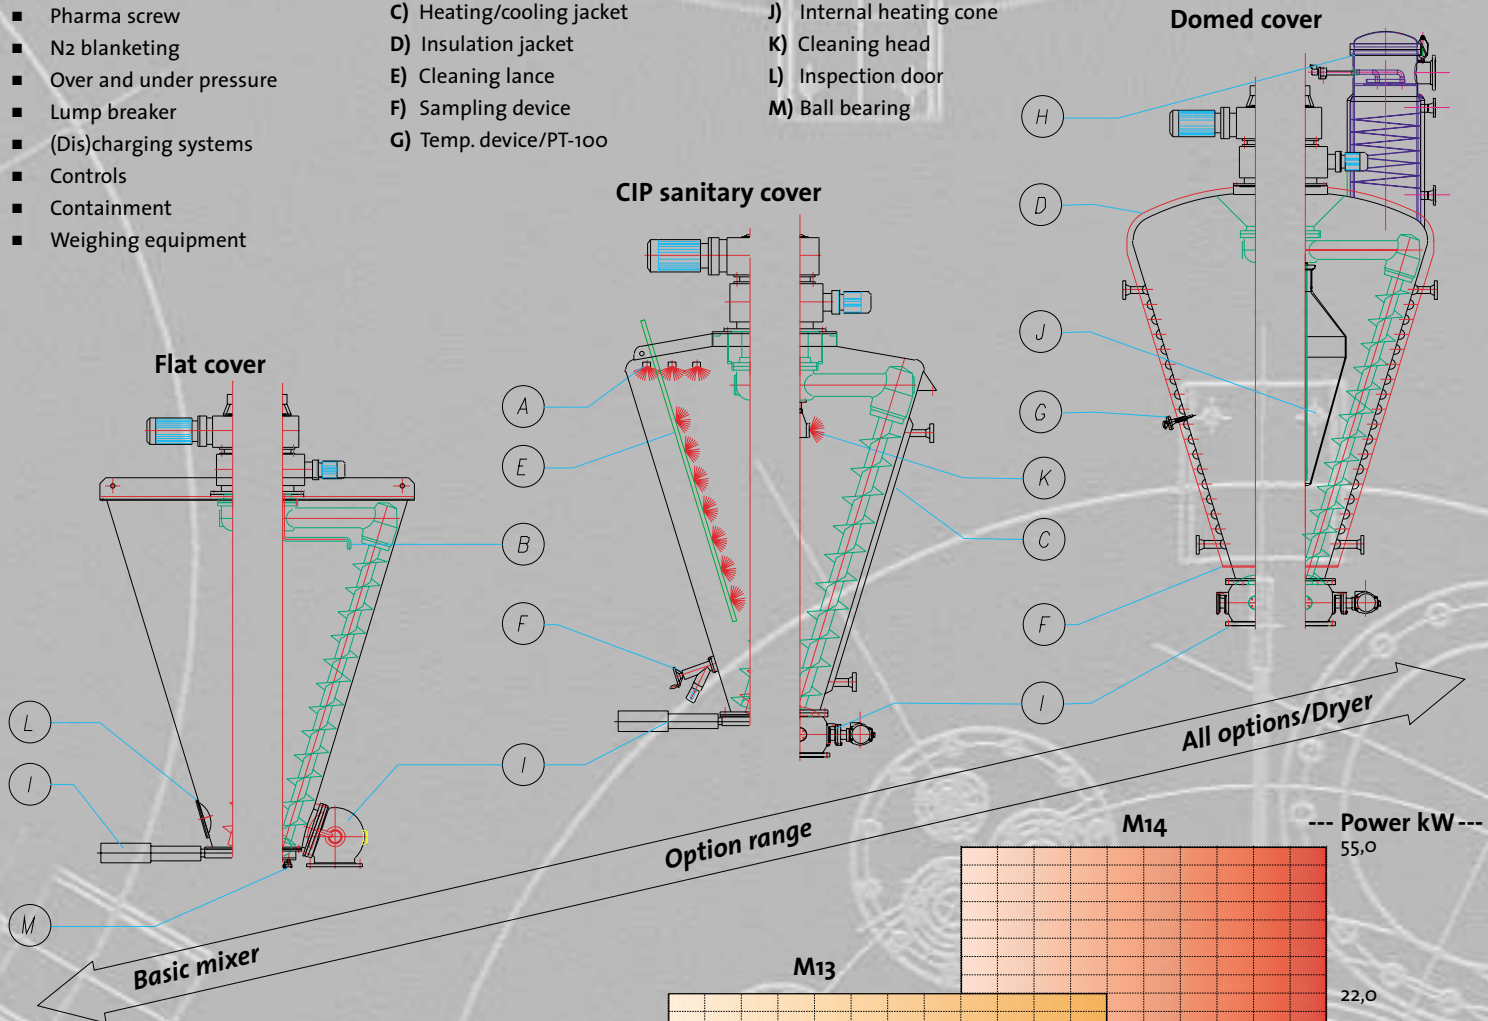 ■ Pharma screw
■ N2 blanketing
■ Over and under pressure
■ Lump breaker
■ (Dis)charging systems
■ Controls
■ Containment
■ Weighing equipment
C) Heating/cooling jacket
D) Insulation jacket
E) Cleaning lance
F) Sampling device
G) Temp. device/PT-100
J) Internal heating cone
K) Cleaning head
L) Inspection door
M) Ball bearing
Domed cover
H
D
J
G
F
CIP sanitary cover
A
E
K
B
C
F
I
I
Flat cover
L
I
M
Basic mixer
Option range
All options/Dryer
M14
--- Power kW ---
55,0
M13
22,0